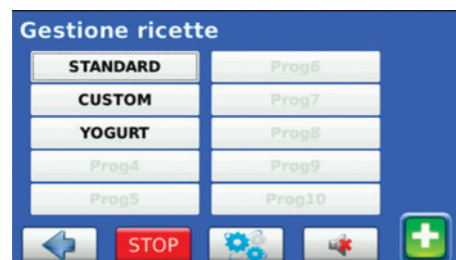 Gestione ricette
STANDARD
Prog6
CUSTOM
Prog7
YOGURT
Prog8
Prog4
Prog9
Prog5
Prog10
STOP